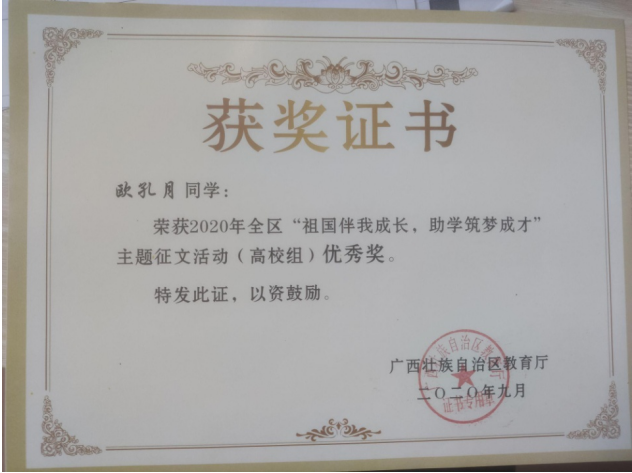 获奖证书
欧孔月同学：
荣获2020年全区“祖国伴我成长，助学筑梦成才”
主题征文活动（高校组）优秀奖。
特发此证，以资鼓励。
广西壮族自治区教育厅
二〇二〇年九月